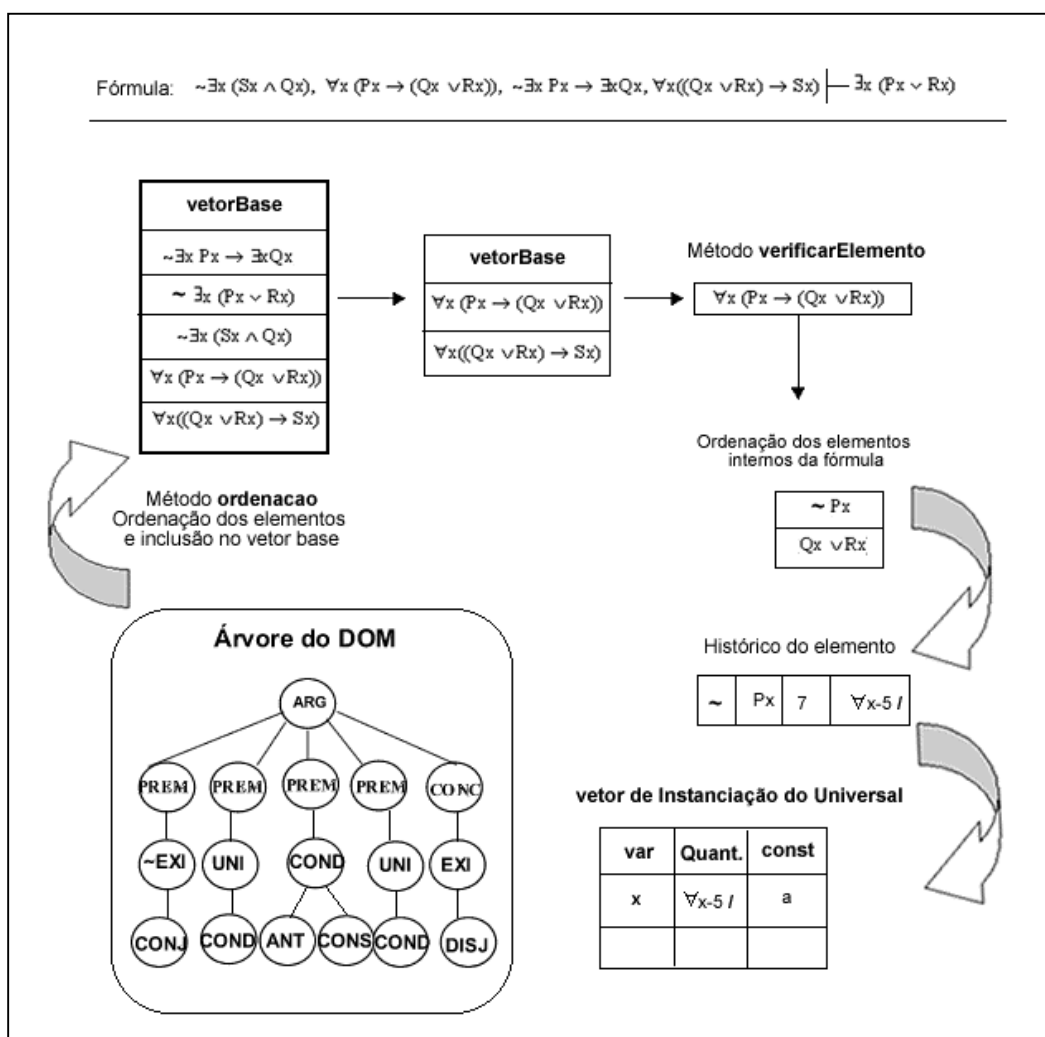 Fórmula: ~∃x (Sx ∧ Qx), ∀x (Px → (Qx ∨Rx)), ~∃x Px → ∃xQx, ∀x((Qx ∨Rx) → Sx) ├─ ∃x (Px ∨ Rx)
vetorBase
~∃x Px → ∃xQx
~ ∃x (Px ∨ Rx)
~∃x (Sx ∧ Qx)
∀x (Px → (Qx ∨Rx))
∀x((Qx ∨Rx) → Sx)
vetorBase
∀x (Px → (Qx ∨Rx))
∀x((Qx ∨Rx) → Sx)
Método verificarElemento
∀x (Px → (Qx ∨Rx))
Ordenação dos elementos
internos da fórmula
~ Px
Qx ∨Rx
Método ordenacao
Ordenação dos elementos
e inclusão no vetor base
Histórico do elemento
~ Px 7 ∀x-5 /
Árvore do DOM
ARG
PREM PREM PREM PREM CONC
~EXI UNI COND UNI EXI
CONJ COND ANT CONS COND DISJ
vetor de Instanciação do Universal
var Quant. const
x ∀x-5 / a